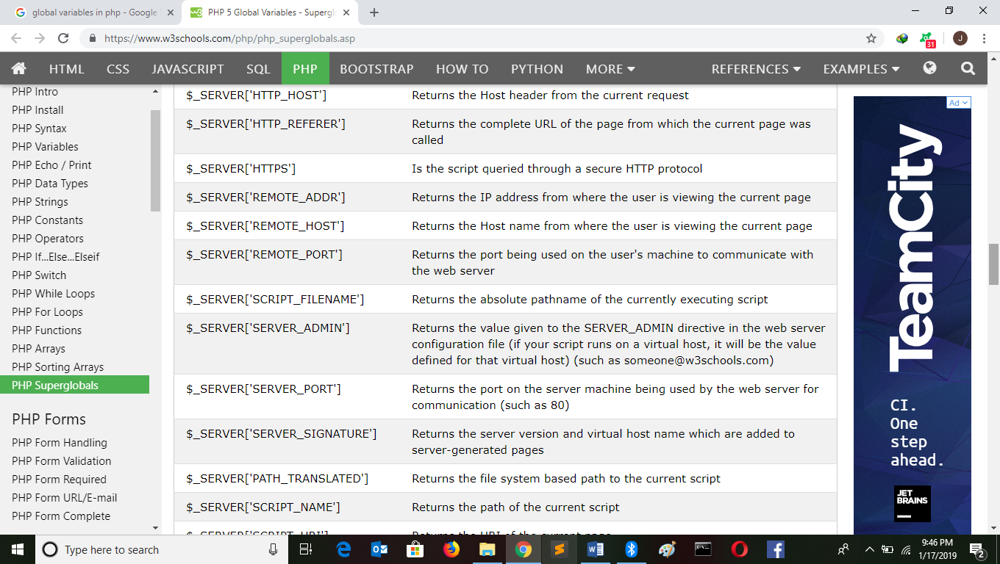 global variables in php - Google
PHP 5 Global Variables - Superglo
https://www.w3schools.com/php/php_superglobals.asp
31
J
HTML
CSS
JAVASCRIPT
SQL
PHP
BOOTSTRAP
HOW TO
PYTHON
MORE
REFERENCES
EXAMPLES
PHP Intro
PHP Install
PHP Syntax
PHP Variables
PHP Echo / Print
PHP Data Types
PHP Strings
PHP Constants
PHP Operators
PHP If...Else...Elseif
PHP Switch
PHP While Loops
PHP For Loops
PHP Functions
PHP Arrays
PHP Sorting Arrays
PHP Superglobals
PHP Forms
PHP Form Handling
PHP Form Validation
PHP Form Required
PHP Form URL/E-mail
PHP Form Complete
$_SERVER['HTTP_HOST'] Returns the Host header from the current request
$_SERVER['HTTP_REFERER'] Returns the complete URL of the page from which the current page was
called
$_SERVER['HTTPS'] Is the script queried through a secure HTTP protocol
$_SERVER['REMOTE_ADDR'] Returns the IP address from where the user is viewing the current page
$_SERVER['REMOTE_HOST'] Returns the Host name from where the user is viewing the current page
$_SERVER['REMOTE_PORT'] Returns the port being used on the user's machine to communicate with
the web server
$_SERVER['SCRIPT_FILENAME'] Returns the absolute pathname of the currently executing script
$_SERVER['SERVER_ADMIN'] Returns the value given to the SERVER_ADMIN directive in the web server
configuration file (if your script runs on a virtual host, it will be the value
defined for that virtual host) (such as someone@w3schools.com)
$_SERVER['SERVER_PORT'] Returns the port on the server machine being used by the web server for
communication (such as 80)
$_SERVER['SERVER_SIGNATURE'] Returns the server version and virtual host name which are added to
server-generated pages
$_SERVER['PATH_TRANSLATED'] Returns the file system based path to the current script
$_SERVER['SCRIPT_NAME'] Returns the path of the current script
$_SERVER['SCRIPT_URI'] Returns the URI of the current page
Ad
TeamCity
CI.
One
step
ahead.
JET
BRAINS
Type here to search
9:46 PM
1/17/2019
2